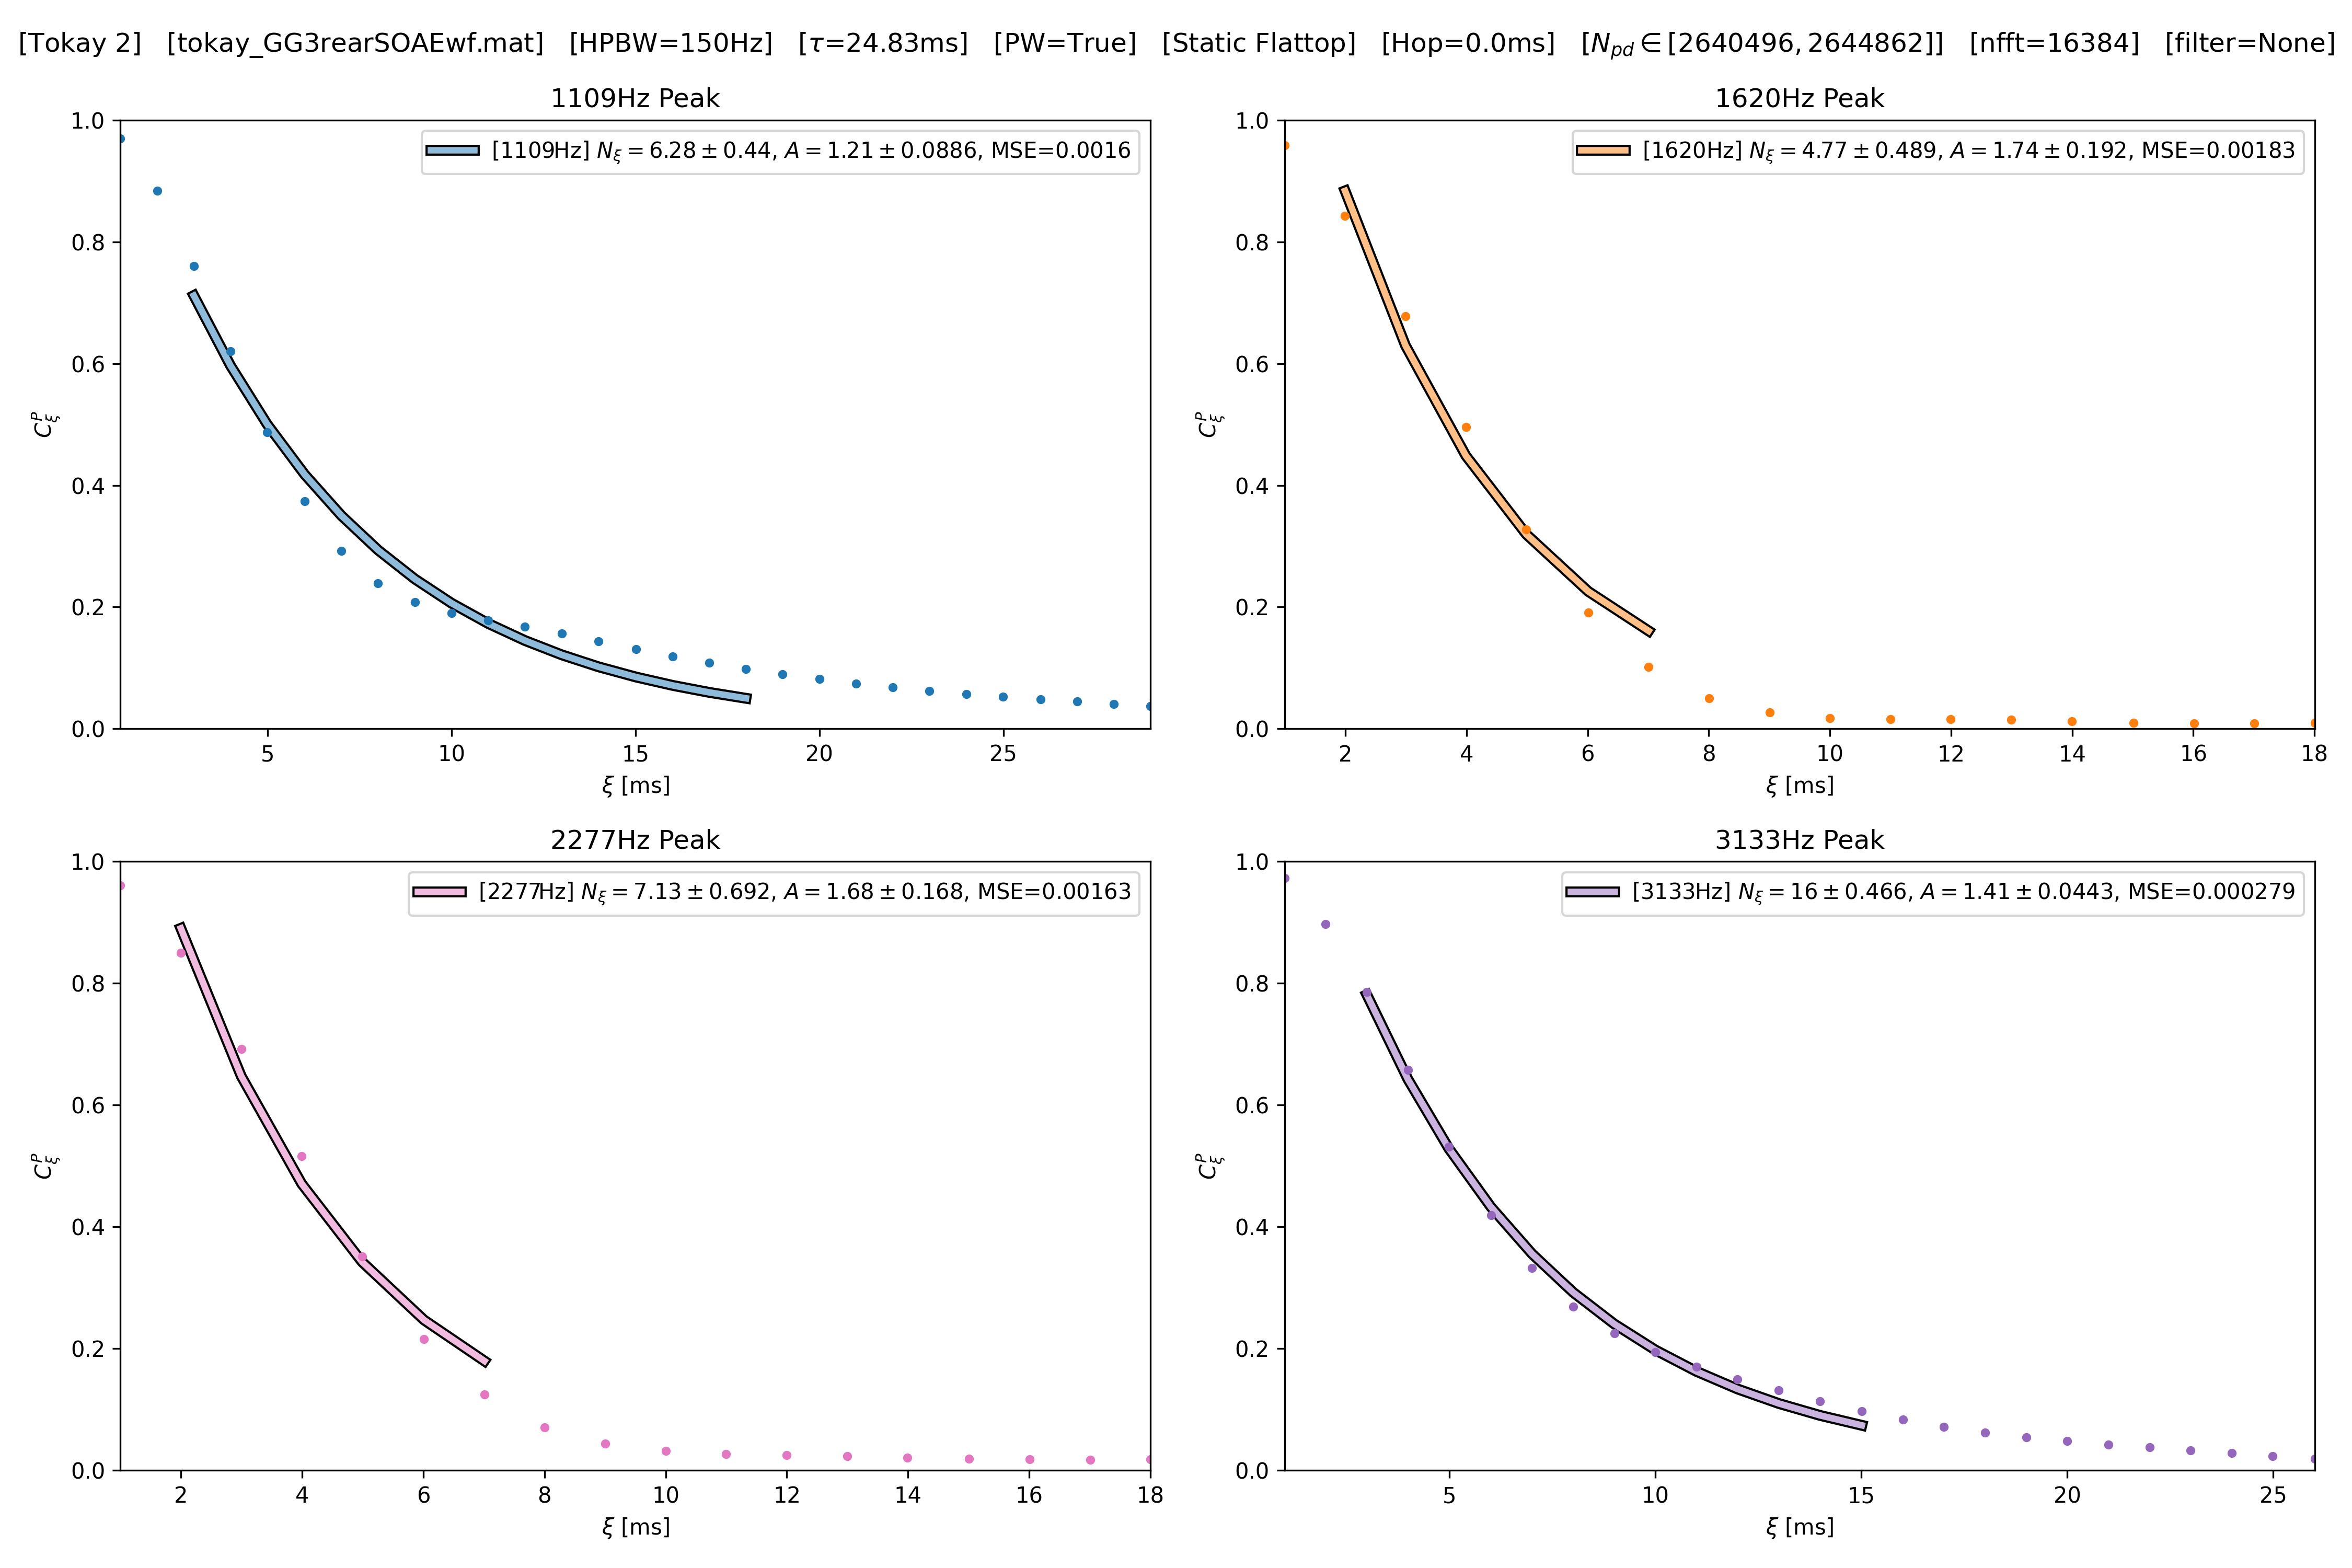 [Tokay 2] [tokay_GG3rearSOAEwf.mat] [HPBW=150Hz] [τ=24.83ms] [PW=True] [Static Flattop] [Hop=0.0ms] [N_pd ∈ [2640496, 2644862]] [nfft=16384] [filter=None]
1109Hz Peak
[1109Hz] N_ξ = 6.28 ± 0.44, A = 1.21 ± 0.0886, MSE=0.0016
1.0
0.8
0.6
0.4
0.2
0.0
C_ξ^P
5 10 15 20 25
ξ [ms]
1620Hz Peak
[1620Hz] N_ξ = 4.77 ± 0.489, A = 1.74 ± 0.192, MSE=0.00183
1.0
0.8
0.6
0.4
0.2
0.0
C_ξ^P
2 4 6 8 10 12 14 16 18
ξ [ms]
2277Hz Peak
[2277Hz] N_ξ = 7.13 ± 0.692, A = 1.68 ± 0.168, MSE=0.00163
1.0
0.8
0.6
0.4
0.2
0.0
C_ξ^P
2 4 6 8 10 12 14 16 18
ξ [ms]
3133Hz Peak
[3133Hz] N_ξ = 16 ± 0.466, A = 1.41 ± 0.0443, MSE=0.000279
1.0
0.8
0.6
0.4
0.2
0.0
C_ξ^P
5 10 15 20 25
ξ [ms]